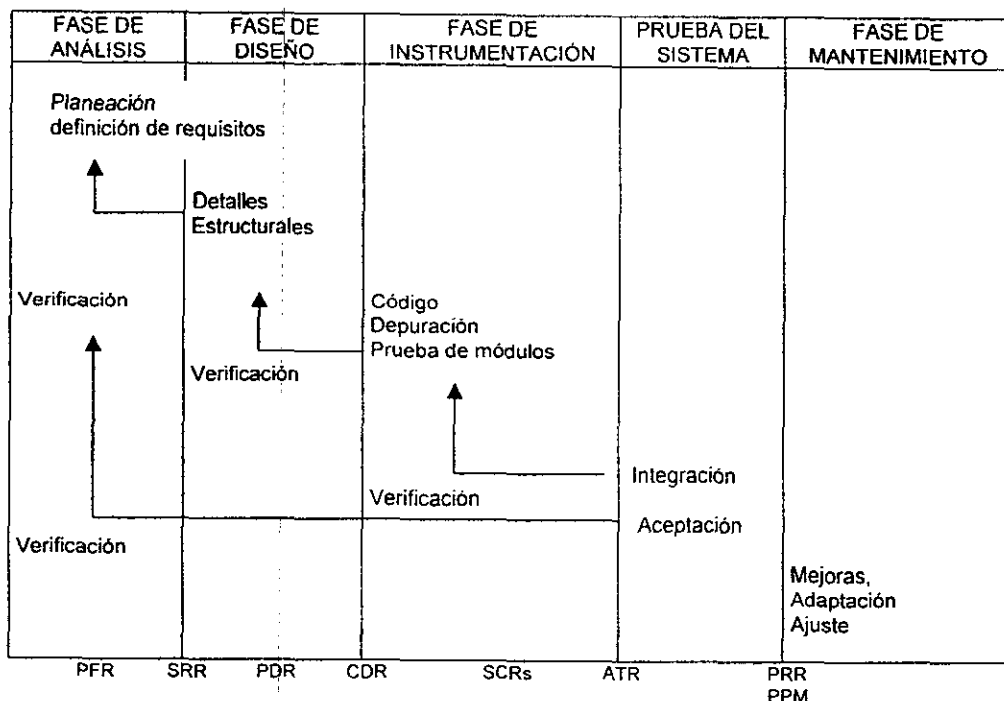 FASE DE
ANÁLISIS
FASE DE
DISEÑO
FASE DE
INSTRUMENTACIÓN
PRUEBA DEL
SISTEMA
FASE DE
MANTENIMIENTO
Planeación
definición de requisitos
Detalles
Estructurales
Verificación
Código
Depuración
Prueba de módulos
Verificación
Integración
Verificación
Aceptación
Verificación
Mejoras,
Adaptación
Ajuste
PFR
SRR
PDR
CDR
SCRs
ATR
PRR
PPM